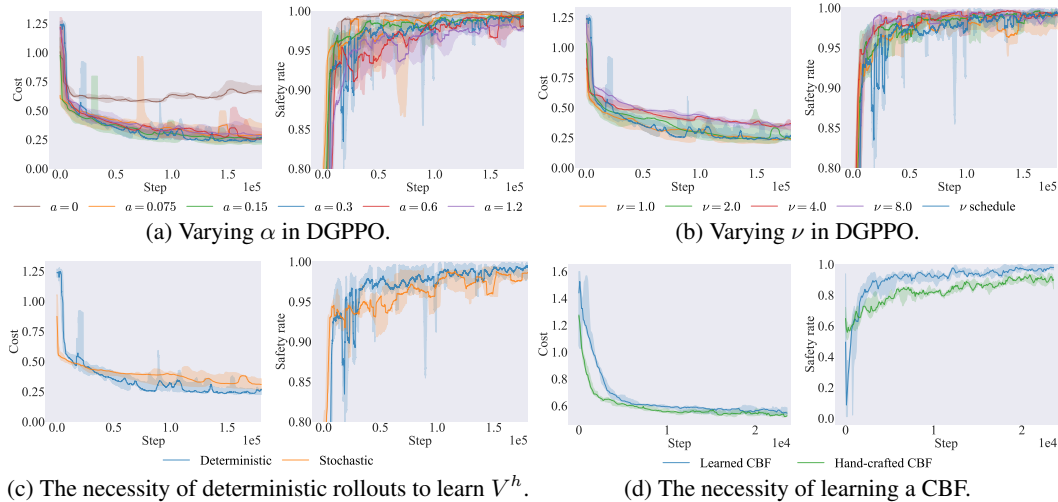 1.25
1.00
0.75
0.50
0.25
0.00
Cost
0.0 0.5 1.0 1.5
Step 1e5
1.00
0.95
0.90
0.85
0.80
Safety rate
0.0 0.5 1.0 1.5
Step 1e5
a = 0 a = 0.075 a = 0.15 a = 0.3 a = 0.6 a = 1.2
(a) Varying α in DGPPO.
1.25
1.00
0.75
0.50
0.25
0.00
Cost
0.0 0.5 1.0 1.5
Step 1e5
1.00
0.95
0.90
0.85
0.80
Safety rate
0.0 0.5 1.0 1.5
Step 1e5
ν = 1.0 ν = 2.0 ν = 4.0 ν = 8.0 ν schedule
(b) Varying ν in DGPPO.
1.25
1.00
0.75
0.50
0.25
0.00
Cost
0.0 0.5 1.0 1.5
Step 1e5
1.00
0.95
0.90
0.85
0.80
Safety rate
0.0 0.5 1.0 1.5
Step 1e5
Deterministic Stochastic
(c) The necessity of deterministic rollouts to learn V^h.
1.6
1.4
1.2
1.0
0.8
0.6
Cost
0 1 2
Step 1e4
1.0
0.8
0.6
0.4
0.2
0.0
Safety rate
0 1 2
Step 1e4
Learned CBF Hand-crafted CBF
(d) The necessity of learning a CBF.